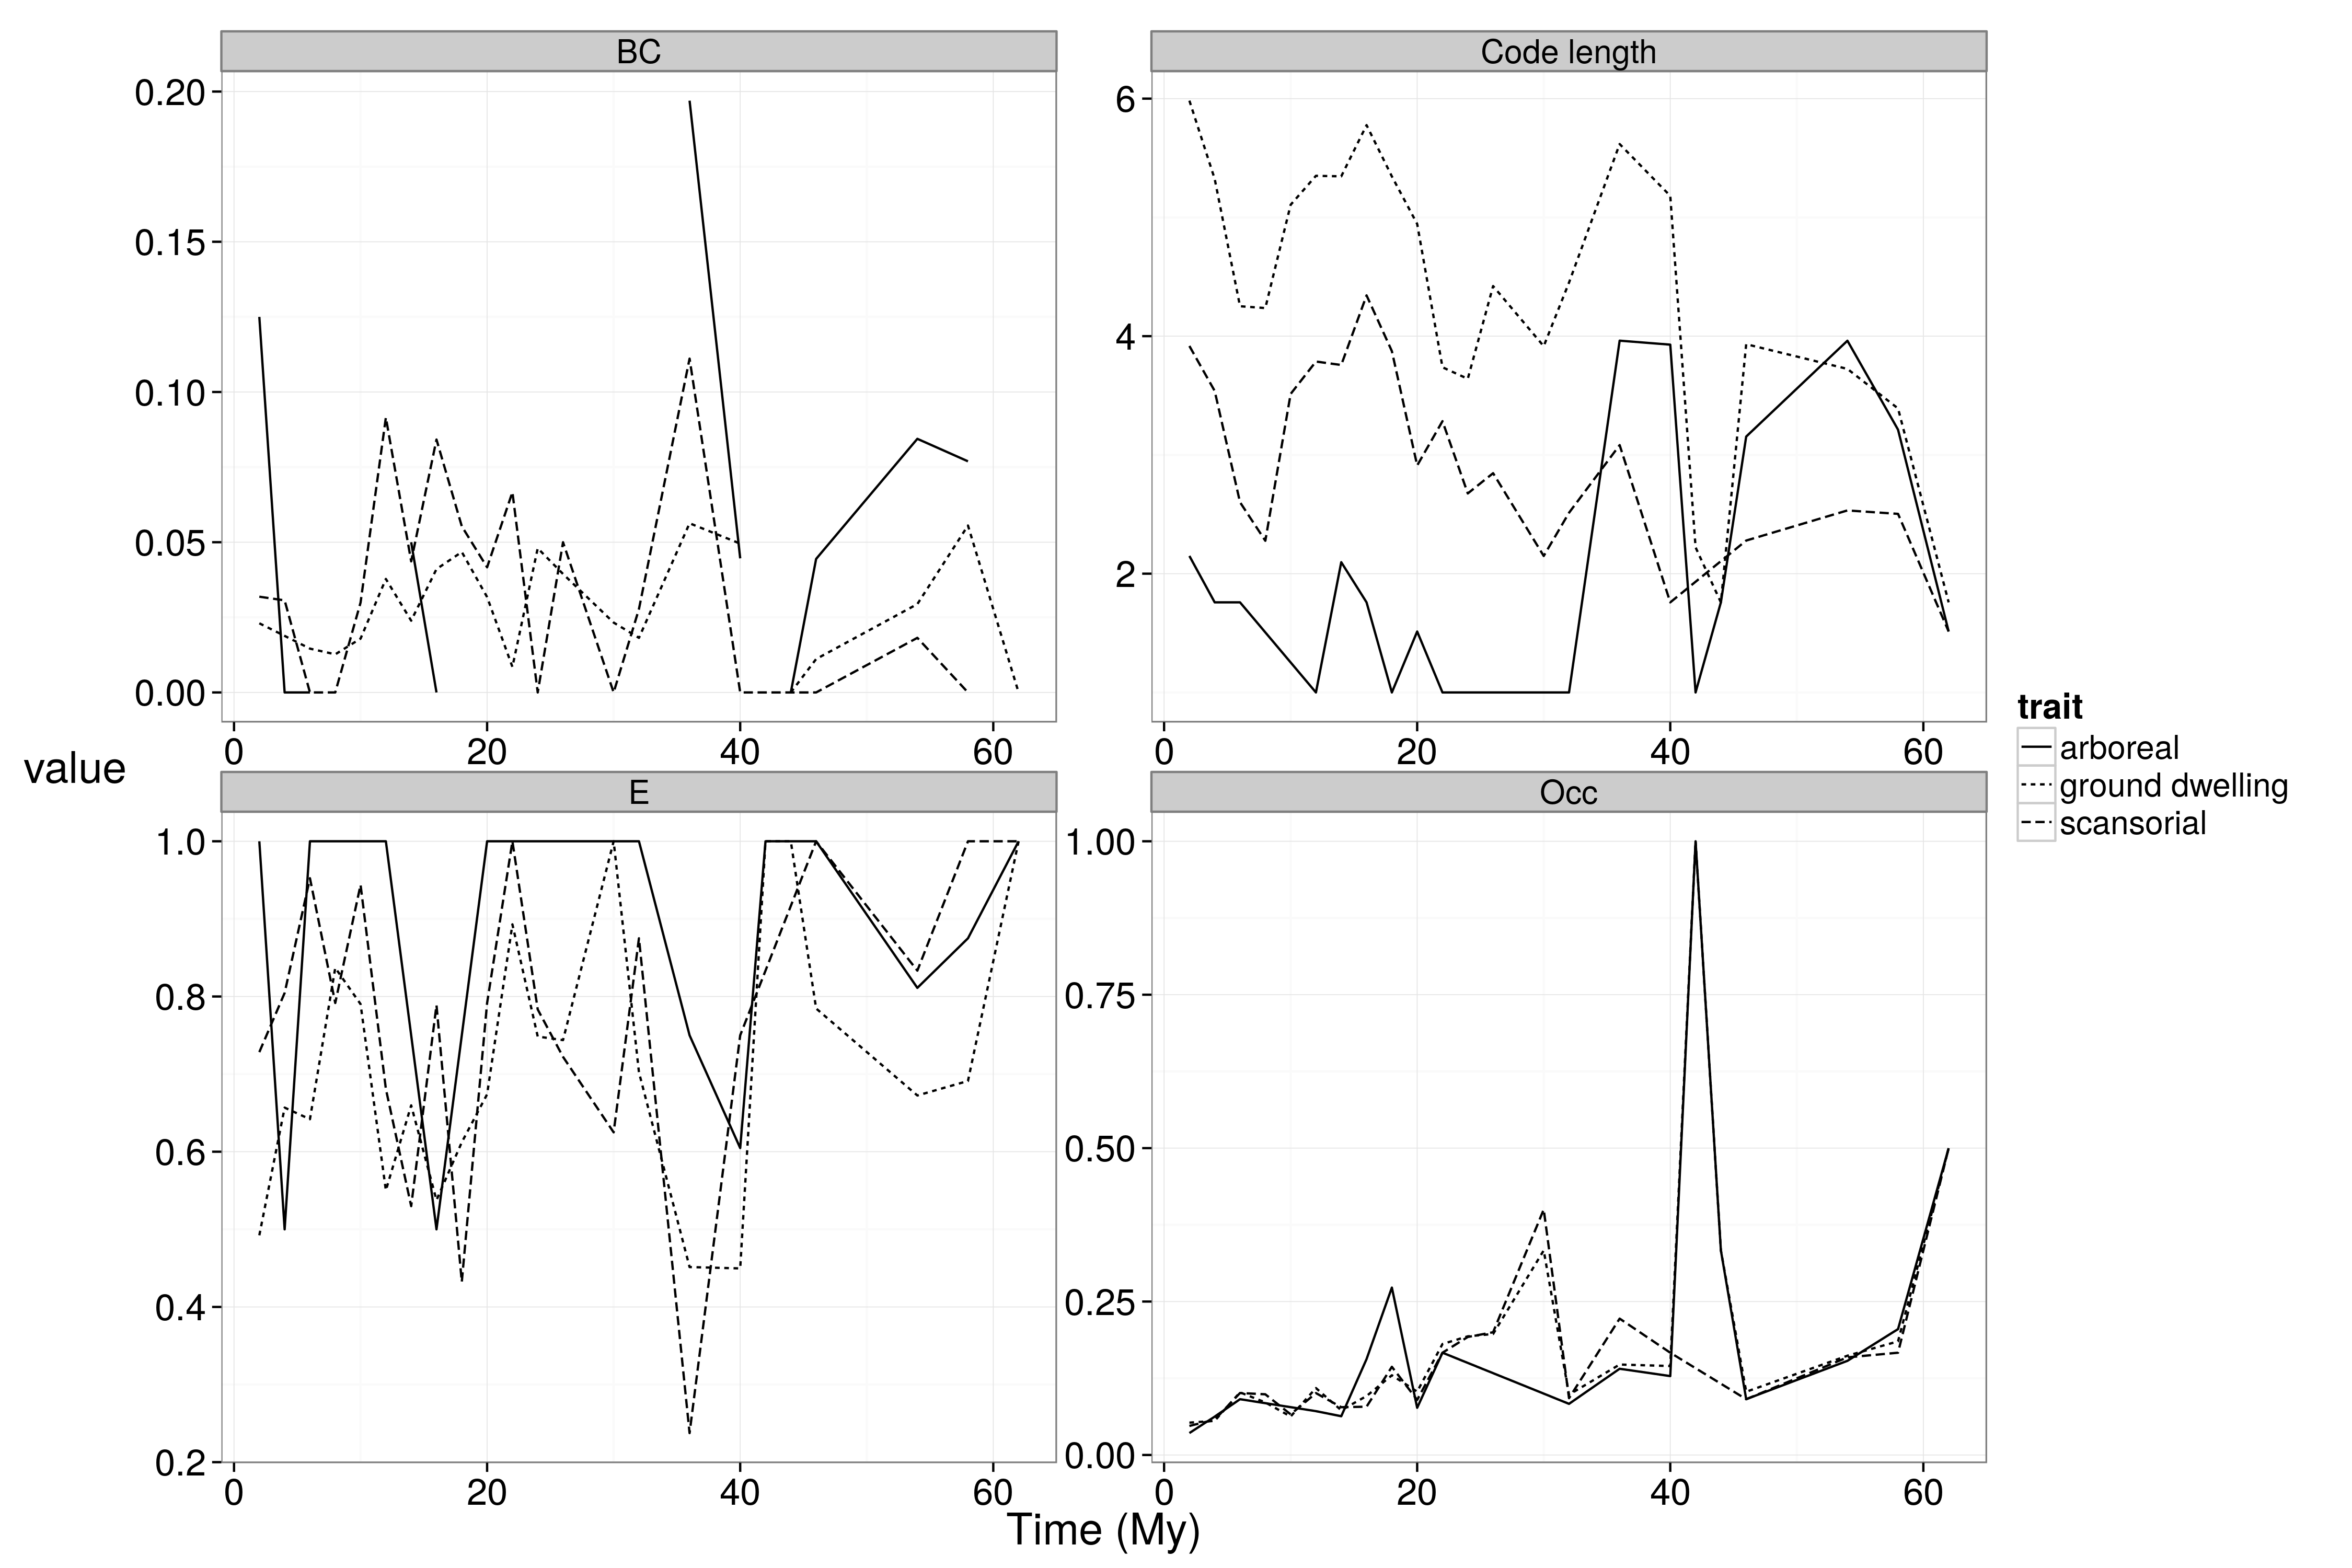 BC
0.20
0.15
0.10
0.05
0.00
0 20 40 60
Code length
6
4
2
0 20 40 60
value
E
1.0
0.8
0.6
0.4
0.2
0 20 40 60
Occ
1.00
0.75
0.50
0.25
0.00
0 20 40 60
Time (My)
trait
arboreal
ground dwelling
scansorial